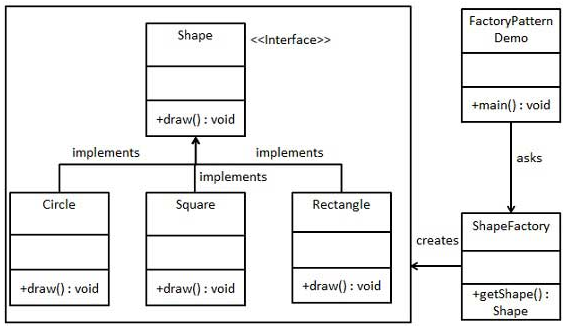 Shape
<<Interface>>
+draw() : void
implements
implements
implements
Circle
Square
Rectangle
+draw() : void
+draw() : void
+draw() : void
FactoryPattern
Demo
+main() : void
asks
ShapeFactory
creates
+getShape() :
Shape